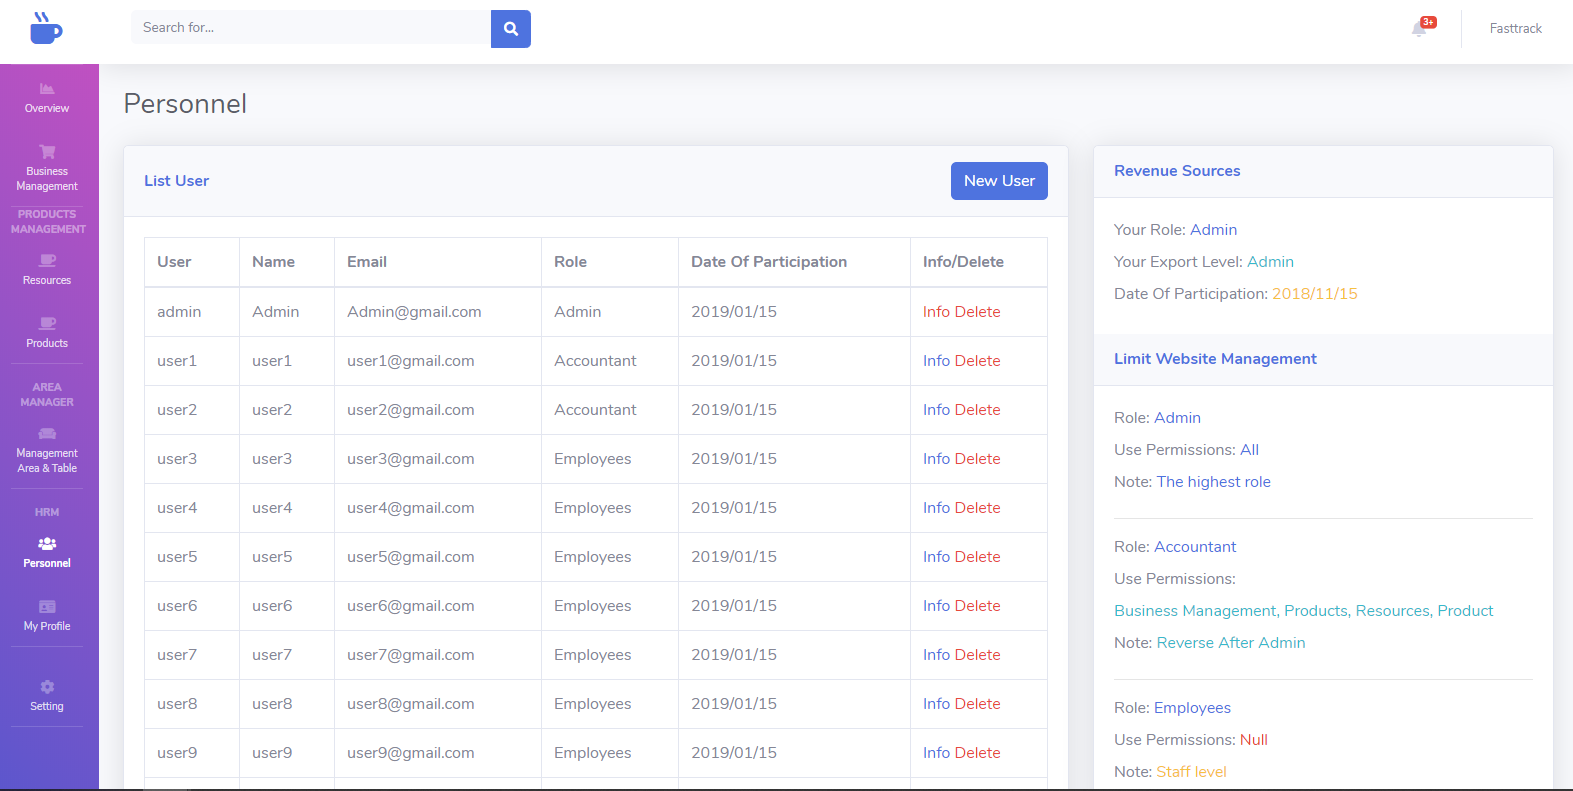 Search for...
3+
Fasttrack
Overview
Business
Management
PRODUCTS
MANAGEMENT
Resources
Products
AREA
MANAGER
Management
Area & Table
HRM
Personnel
My Profile
Setting
Personnel
List User
New User
User Name Email Role Date Of Participation Info/Delete
admin Admin Admin@gmail.com Admin 2019/01/15 Info Delete
user1 user1 user1@gmail.com Accountant 2019/01/15 Info Delete
user2 user2 user2@gmail.com Accountant 2019/01/15 Info Delete
user3 user3 user3@gmail.com Employees 2019/01/15 Info Delete
user4 user4 user4@gmail.com Employees 2019/01/15 Info Delete
user5 user5 user5@gmail.com Employees 2019/01/15 Info Delete
user6 user6 user6@gmail.com Employees 2019/01/15 Info Delete
user7 user7 user7@gmail.com Employees 2019/01/15 Info Delete
user8 user8 user8@gmail.com Employees 2019/01/15 Info Delete
user9 user9 user9@gmail.com Employees 2019/01/15 Info Delete
Revenue Sources
Your Role: Admin
Your Export Level: Admin
Date Of Participation: 2018/11/15
Limit Website Management
Role: Admin
Use Permissions: All
Note: The highest role
Role: Accountant
Use Permissions:
Business Management, Products, Resources, Product
Note: Reverse After Admin
Role: Employees
Use Permissions: Null
Note: Staff level